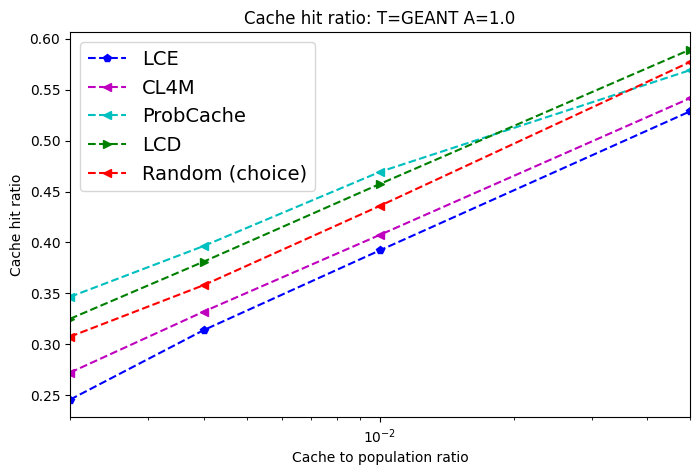 Cache hit ratio: T=GEANT A=1.0
Cache hit ratio
0.60
0.55
0.50
0.45
0.40
0.35
0.30
0.25
LCE
CL4M
ProbCache
LCD
Random (choice)
10⁻²
Cache to population ratio